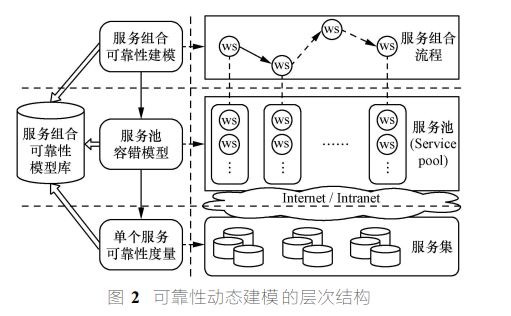 服务组合
可靠性建模
ws
ws
ws
ws
服务组合
流程
服务组合
可靠性
模型库
服务池
容错模型
ws
ws
⋮
ws
ws
⋮
……
ws
ws
⋮
服务池
(Service
pool)
Internet / Intranet
单个服务
可靠性度量
服务集
图 2 可靠性动态建模的层次结构